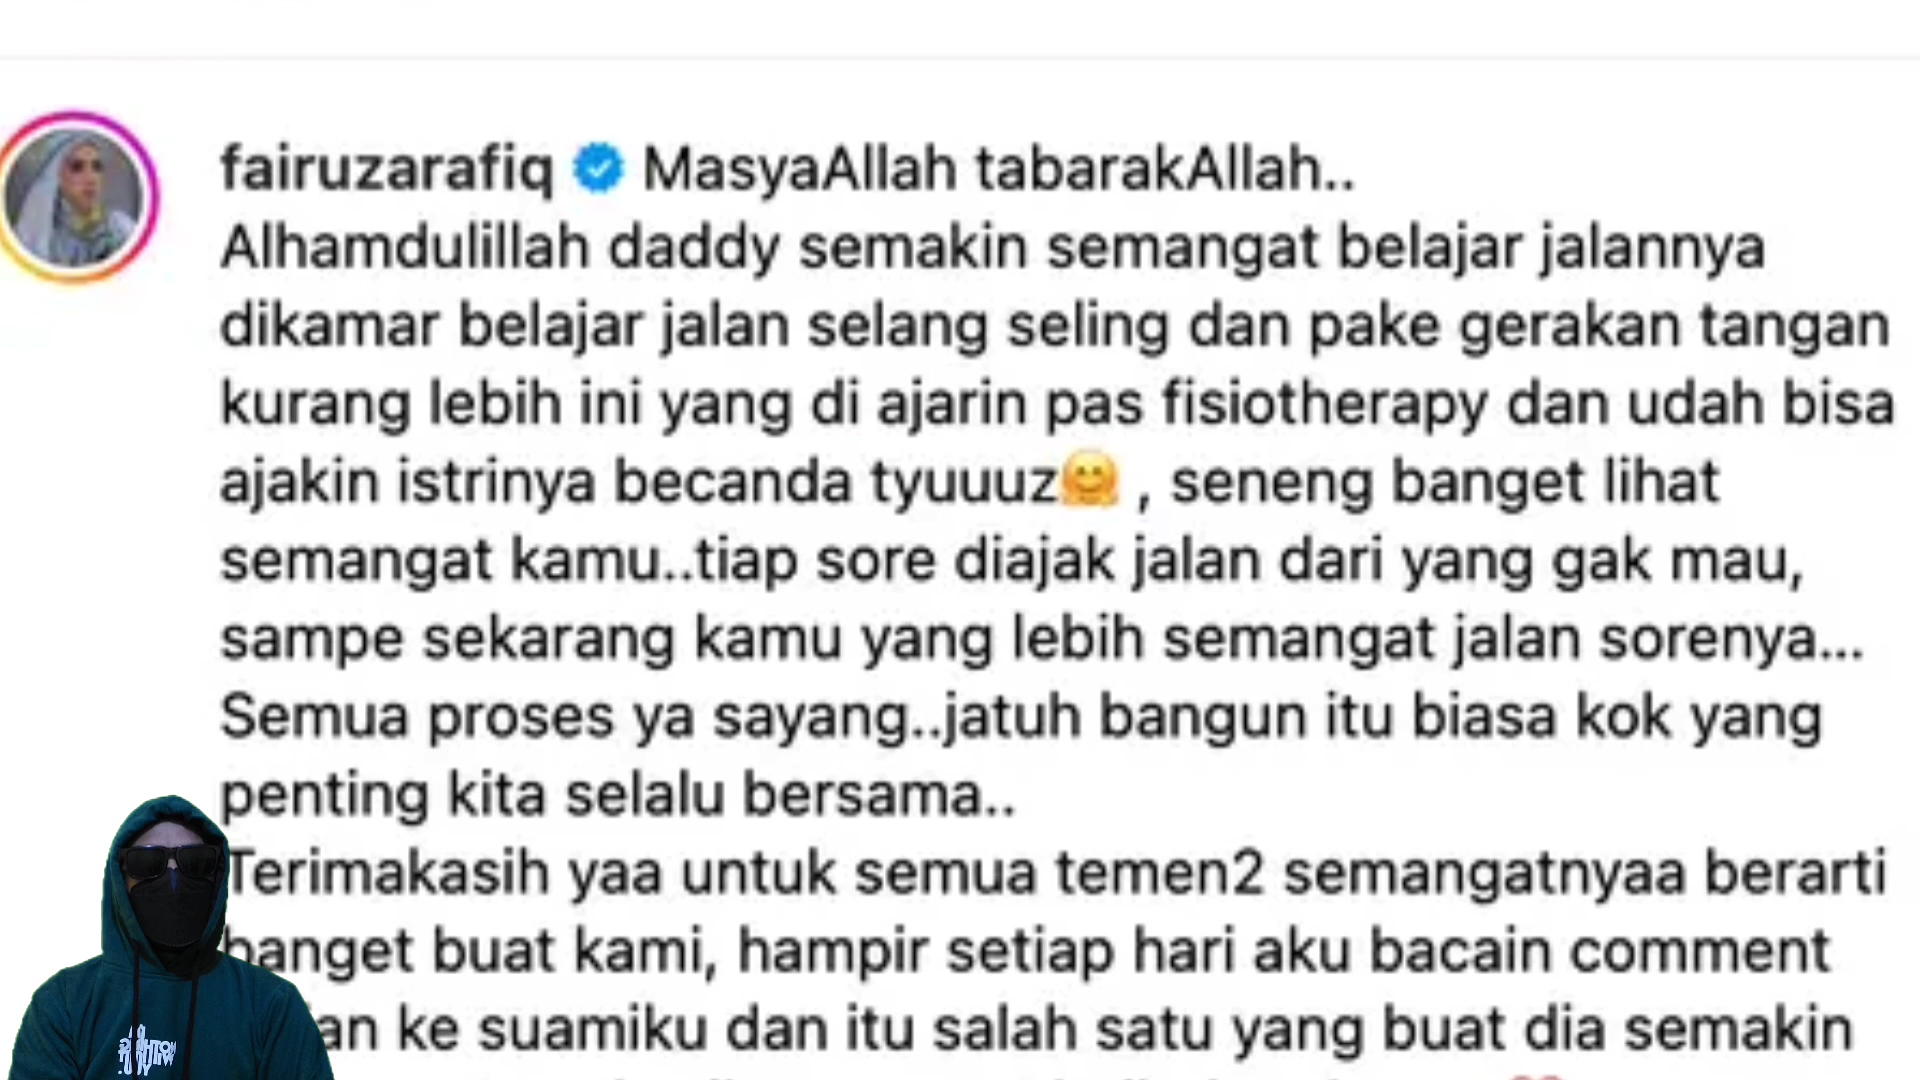 fairuzarafiq MasyaAllah tabarakAllah..
Alhamdulillah daddy semakin semangat belajar jalannya
dikamar belajar jalan selang seling dan pake gerakan tangan
kurang lebih ini yang di ajarin pas fisiotherapy dan udah bisa
ajakin istrinya becanda tyuuuz🤗 , seneng banget lihat
semangat kamu..tiap sore diajak jalan dari yang gak mau,
sampe sekarang kamu yang lebih semangat jalan sorenya...
Semua proses ya sayang..jatuh bangun itu biasa kok yang
penting kita selalu bersama..
Terimakasih yaa untuk semua temen2 semangatnyaa berarti
banget buat kami, hampir setiap hari aku bacain comment
ke suamiku dan itu salah satu yang buat dia semakin